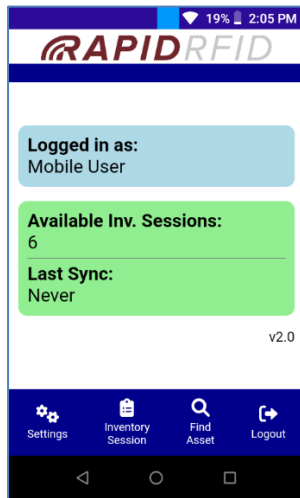 19% 2:05 PM
RAPIDRFID
Logged in as:
Mobile User
Available Inv. Sessions:
6
Last Sync:
Never
v2.0
Settings
Inventory
Session
Find
Asset
Logout